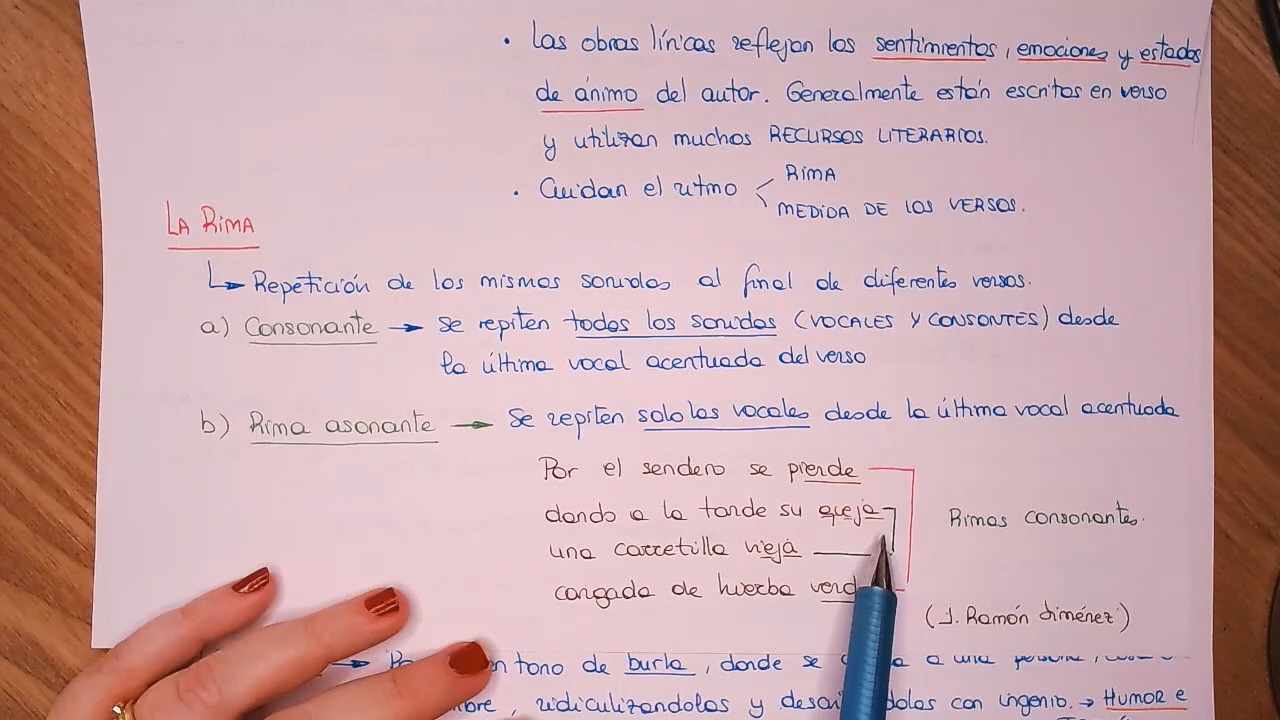 • Las obras líricas reflejan los sentimientos, emociones y estados
de ánimo del autor. Generalmente están escritas en verso
y utilizan muchos RECURSOS LITERARIOS.
• Cuidan el ritmo < RIMA
MEDIDA DE LOS VERSOS.
LA RIMA
Repetición de los mismos sonidos al final de diferentes versos.
a) Consonante → Se repiten todos los sonidos (VOCALES Y CONSONTES) desde
la última vocal acentuada del verso
b) Rima asonante → Se repiten solo las vocales desde la última vocal acentuada
Por el sendero se pierde
dando a la tarde su queja
una carretilla vieja
cargada de hierba verd
Rimas consonantes.
(J. Ramón Jiménez)
n tono de burla, donde se a una
bre, ridiculizandolas y con ingenio. → Humor e